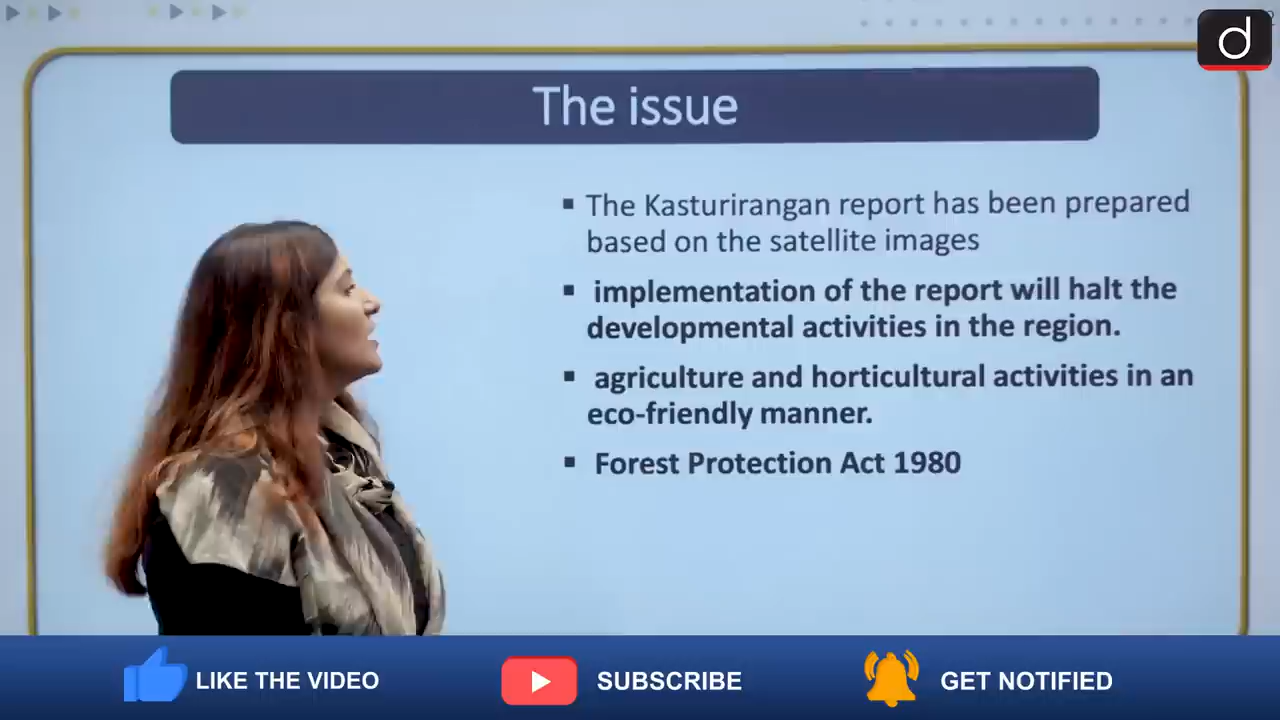 d
The issue
▪ The Kasturirangan report has been prepared
based on the satellite images
▪ implementation of the report will halt the
developmental activities in the region.
▪ agriculture and horticultural activities in an
eco-friendly manner.
▪ Forest Protection Act 1980
LIKE THE VIDEO
SUBSCRIBE
GET NOTIFIED